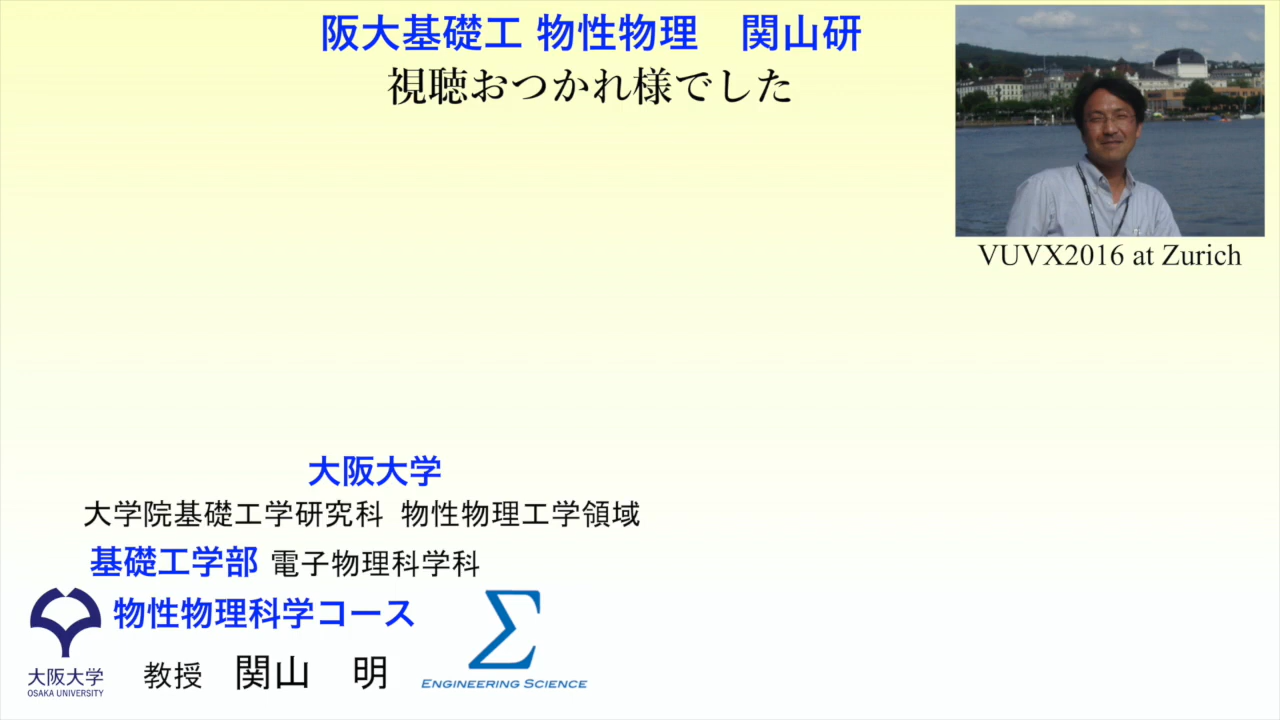 阪大基礎工 物性物理　関山研
視聴おつかれ様でした
VUVX2016 at Zurich
大阪大学
大学院基礎工学研究科 物性物理工学領域
基礎工学部 電子物理科学科
物性物理科学コース
教授　関山　明
大阪大学
OSAKA UNIVERSITY
Σ
ENGINEERING SCIENCE